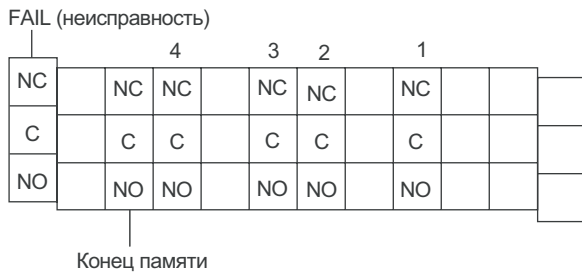 FAIL (неисправность)
4 3 2 1
NC NC NC NC NC NC
C C C C C C
NO NO NO NO NO NO
Конец памяти